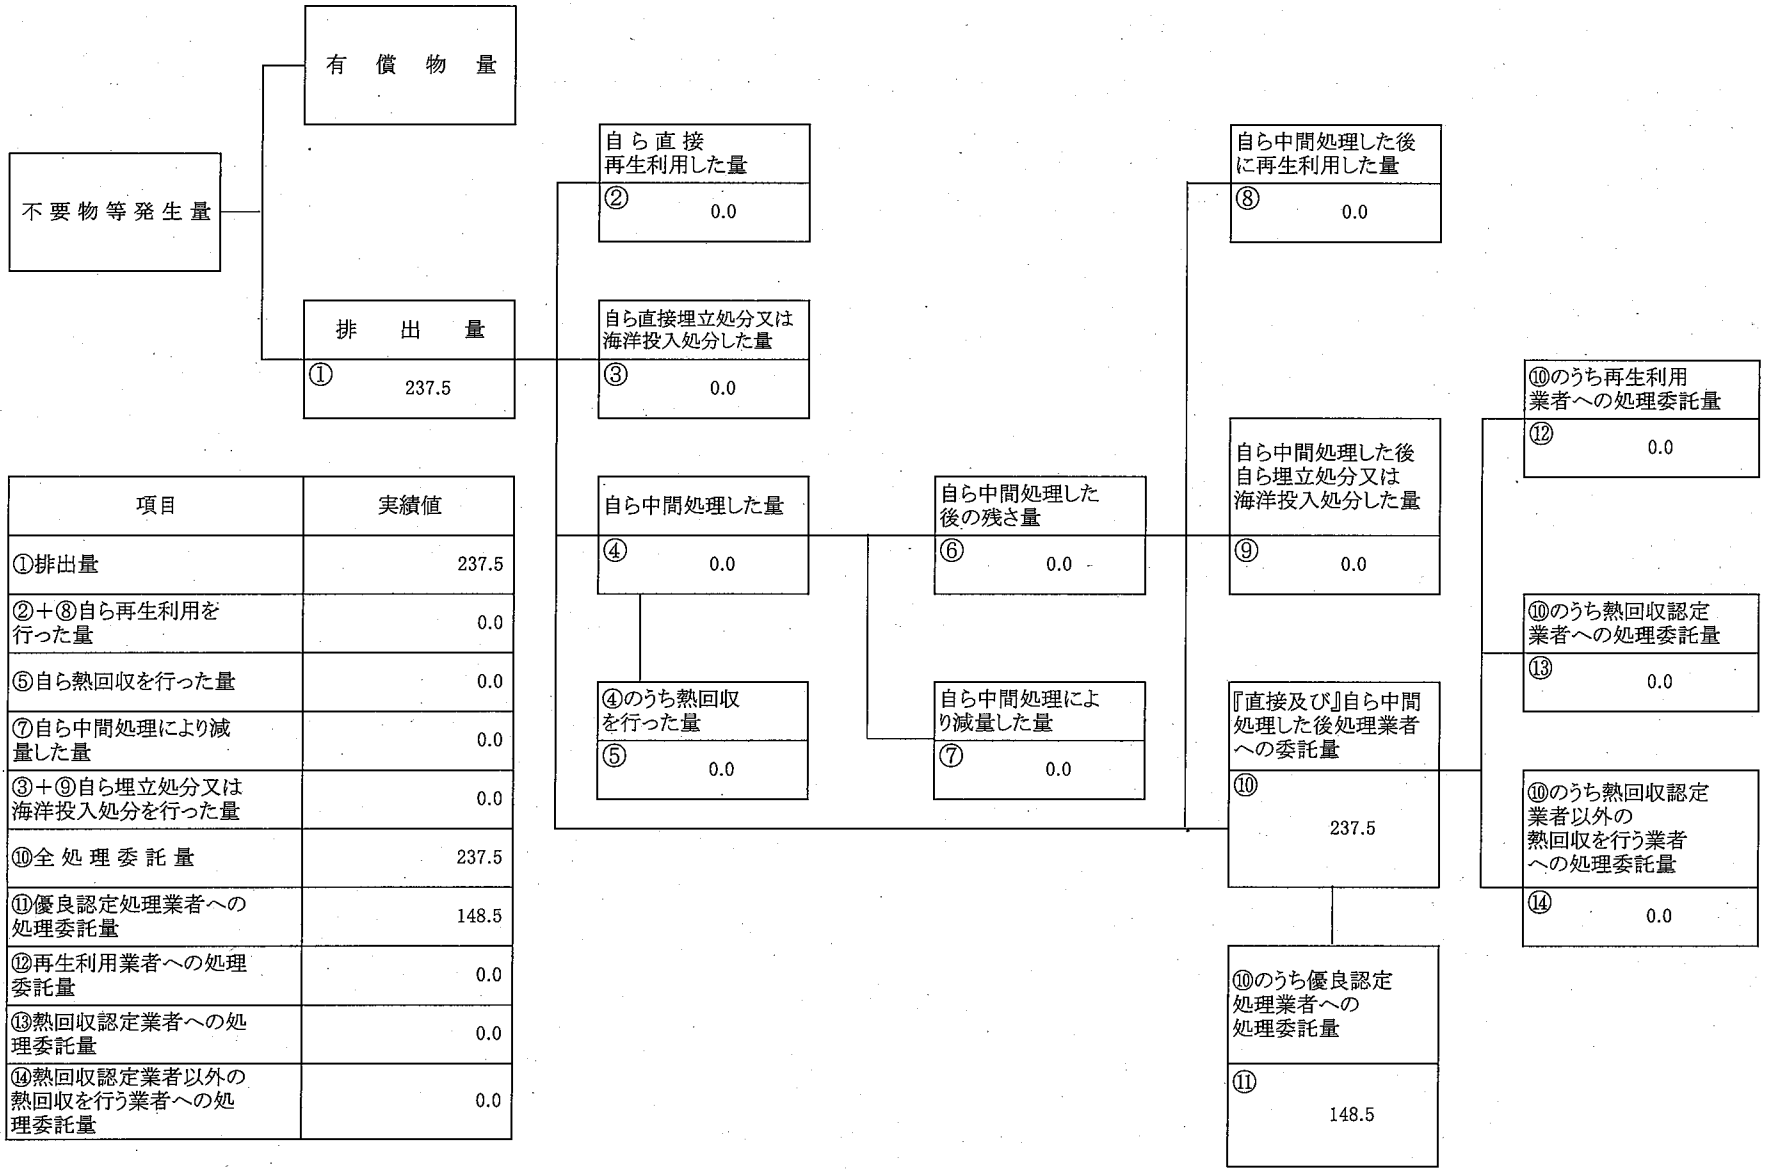 有償物量
不要物等発生量
排出量
①
237.5
自ら直接
再生利用した量
②
0.0
自ら直接埋立処分又は
海洋投入処分した量
③
0.0
自ら中間処理した量
④
0.0
④のうち熱回収
を行った量
⑤
0.0
自ら中間処理した
後の残さ量
⑥
0.0
自ら中間処理によ
り減量した量
⑦
0.0
自ら中間処理した後
に再生利用した量
⑧
0.0
自ら中間処理した後
自ら埋立処分又は
海洋投入処分した量
⑨
0.0
『直接及び』自ら中間
処理した後処理業者
への委託量
⑩
237.5
⑩のうち優良認定
処理業者への
処理委託量
⑪
148.5
⑩のうち再生利用
業者への処理委託量
⑫
0.0
⑩のうち熱回収認定
業者への処理委託量
⑬
0.0
⑩のうち熱回収認定
業者以外の
熱回収を行う業者
への処理委託量
⑭
0.0
項目 実績値
①排出量 237.5
②＋⑧自ら再生利用を
行った量 0.0
⑤自ら熱回収を行った量 0.0
⑦自ら中間処理により減
量した量 0.0
③＋⑨自ら埋立処分又は
海洋投入処分を行った量 0.0
⑩全処理委託量 237.5
⑪優良認定処理業者への
処理委託量 148.5
⑫再生利用業者への処理
委託量 0.0
⑬熱回収認定業者への処
理委託量 0.0
⑭熱回収認定業者以外の
熱回収を行う業者への処 0.0
理委託量